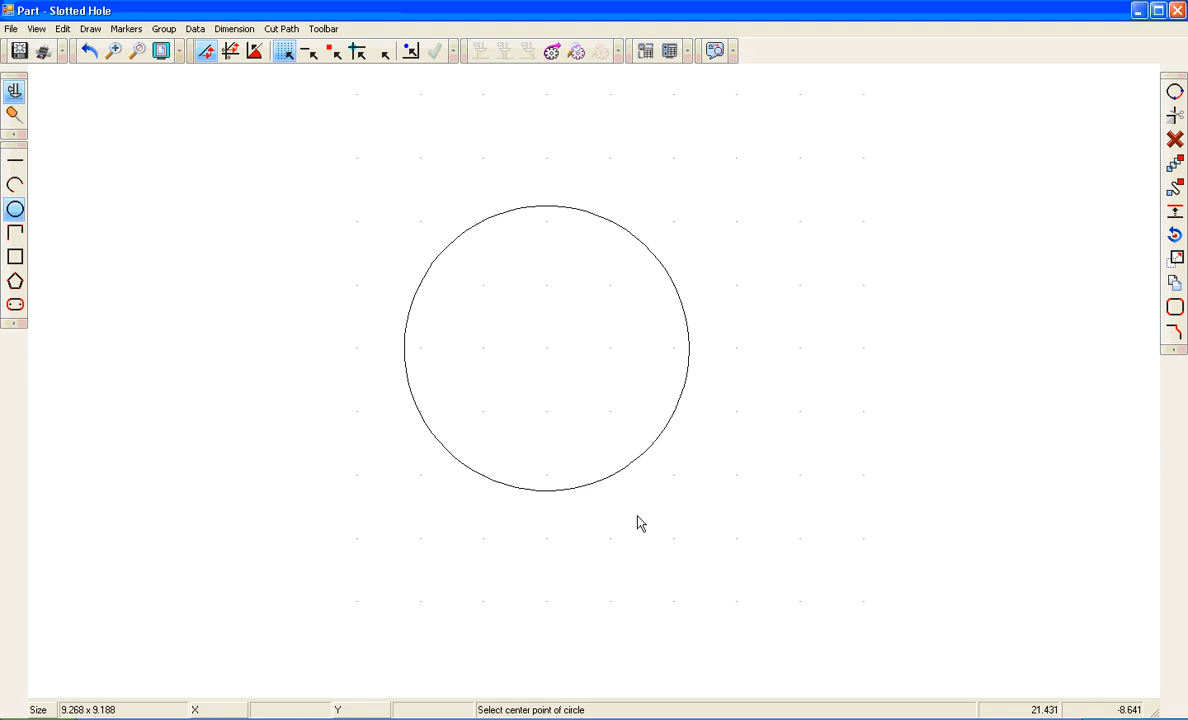 Part - Slotted Hole
File View Edit Draw Markers Group Data Dimension Cut Path Toolbar
Size 9.268 x 9.188 X Y Select center point of circle 21.431 -8.641